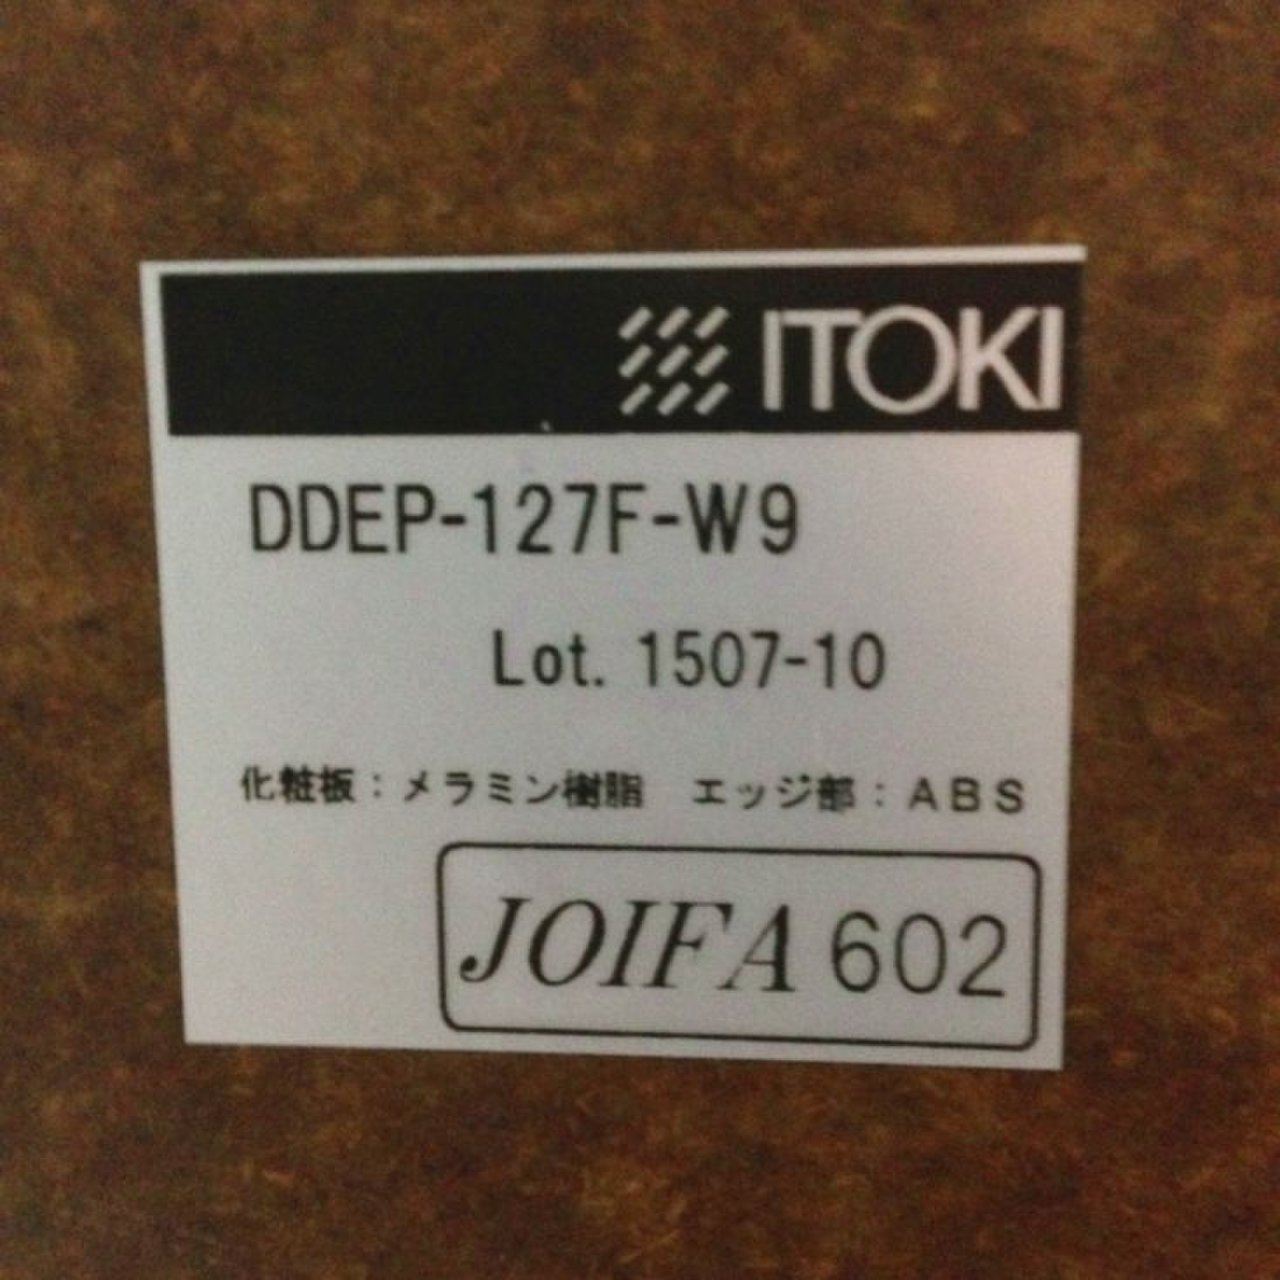 ITOKI
DDEP-127F-W9
Lot. 1507-10
化粧板：メラミン樹脂　エッジ部：ＡＢＳ
JOIFA 602